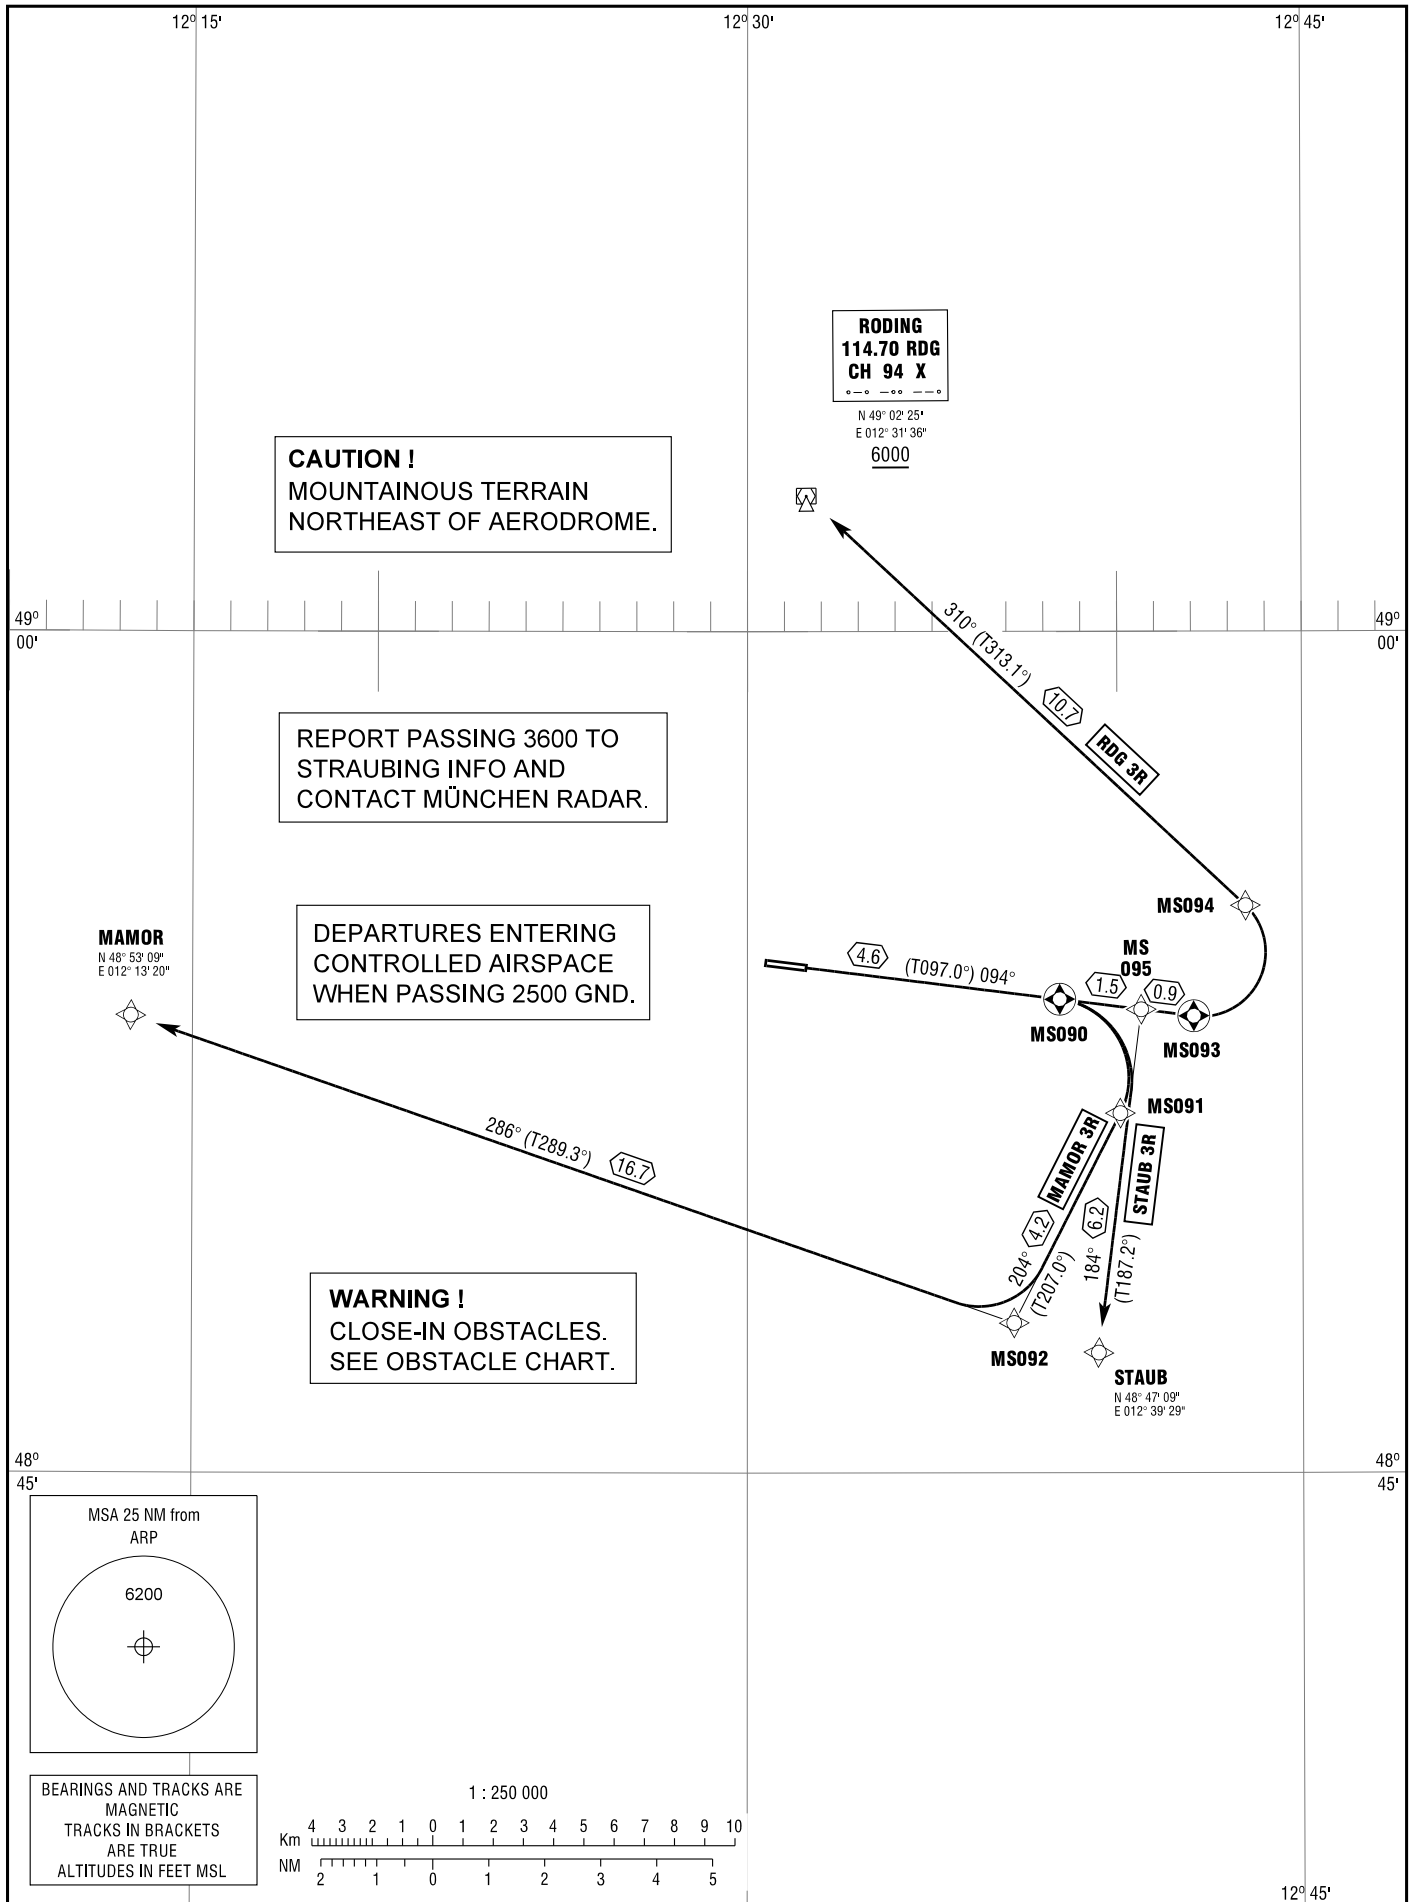 12° 15'
12° 30'
12° 45'
RODING
114.70 RDG
CH 94 X
N 49° 02' 25"
E 012° 31' 36"
6000
CAUTION !
MOUNTAINOUS TERRAIN
NORTHEAST OF AERODROME.
49°
00'
49°
00'
310° (T313.1°)
10.7
RDG 3R
REPORT PASSING 3600 TO
STRAUBING INFO AND
CONTACT MÜNCHEN RADAR.
MS094
DEPARTURES ENTERING
CONTROLLED AIRSPACE
WHEN PASSING 2500 GND.
MAMOR
N 48° 53' 09"
E 012° 13' 20"
4.6
(T097.0°) 094°
MS
095
1.5
0.9
MS090
MS093
MS091
286° (T289.3°)
16.7
MAMOR 3R
4.2
204°
(T207.0°)
STAUB 3R
6.2
184°
(T187.2°)
WARNING !
CLOSE-IN OBSTACLES.
SEE OBSTACLE CHART.
MS092
STAUB
N 48° 47' 09"
E 012° 39' 29"
48°
45'
48°
45'
MSA 25 NM from
ARP
6200
BEARINGS AND TRACKS ARE
MAGNETIC
TRACKS IN BRACKETS
ARE TRUE
ALTITUDES IN FEET MSL
1 : 250 000
Km 4 3 2 1 0 1 2 3 4 5 6 7 8 9 10
NM 2 1 0 1 2 3 4 5
12° 45'